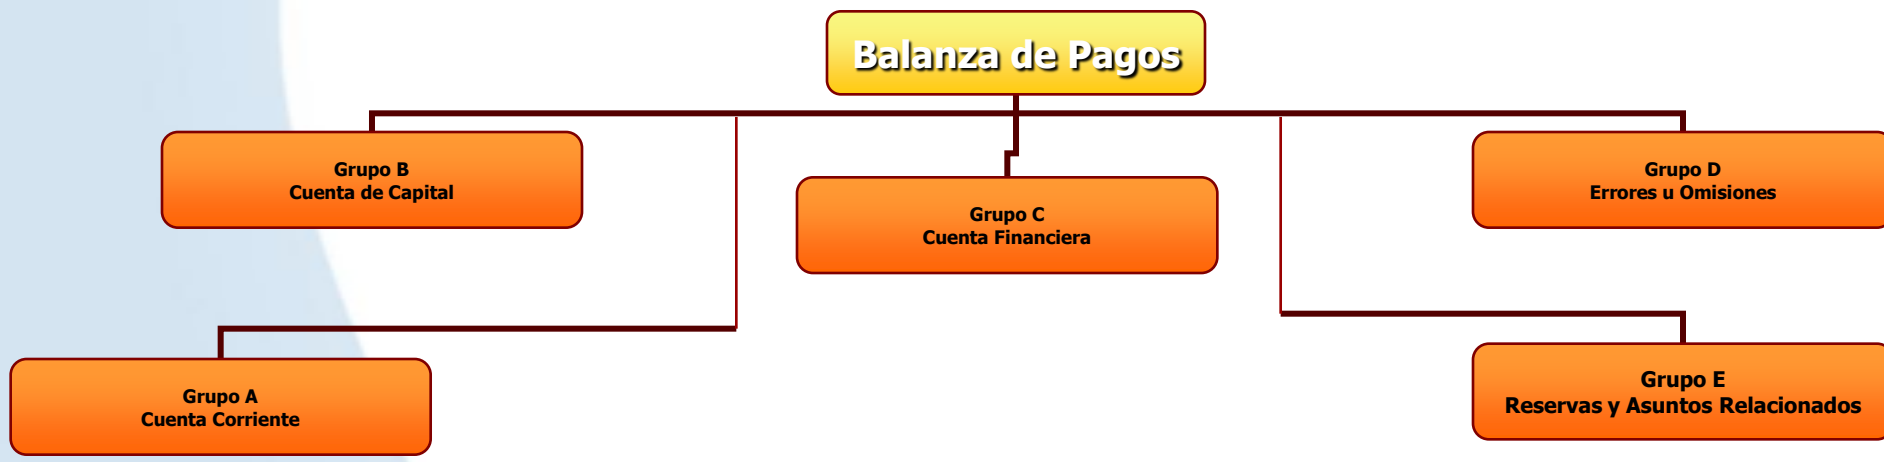 Balanza de Pagos
Grupo B
Cuenta de Capital
Grupo C
Cuenta Financiera
Grupo D
Errores u Omisiones
Grupo A
Cuenta Corriente
Grupo E
Reservas y Asuntos Relacionados